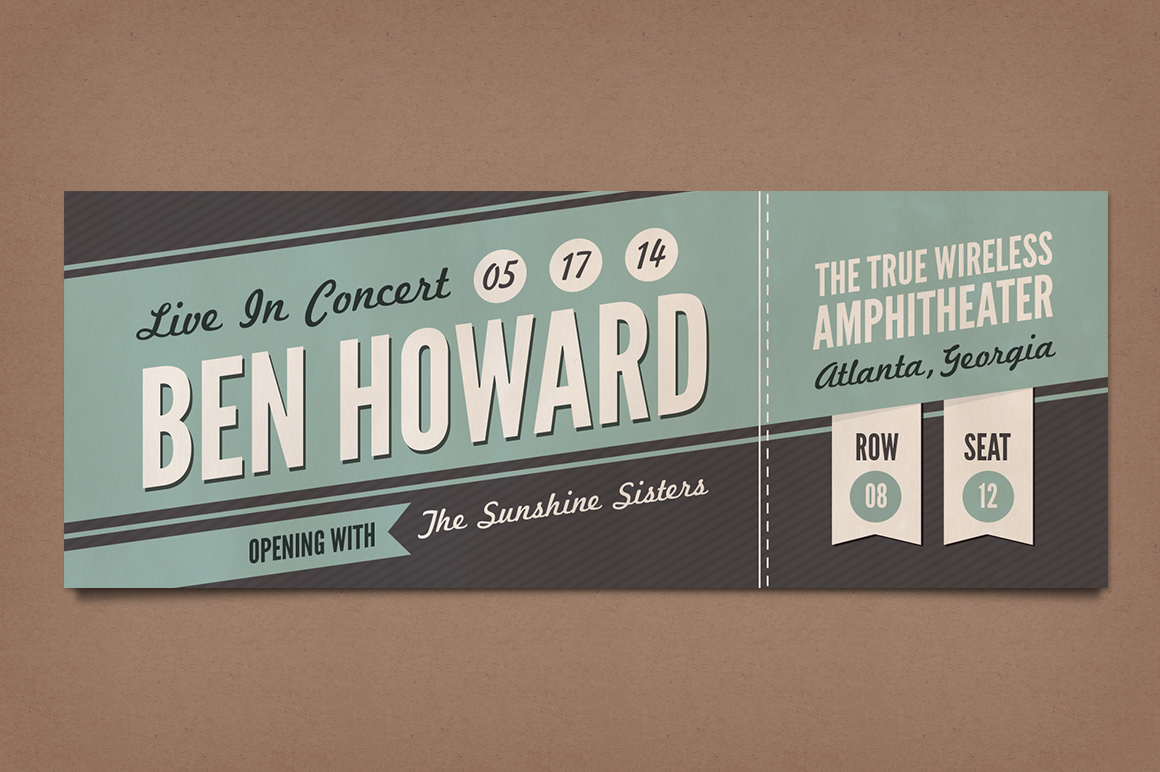 Live In Concert 05 17 14
BEN HOWARD
OPENING WITH The Sunshine Sisters
THE TRUE WIRELESS
AMPHITHEATER
Atlanta, Georgia
ROW SEAT
08 12